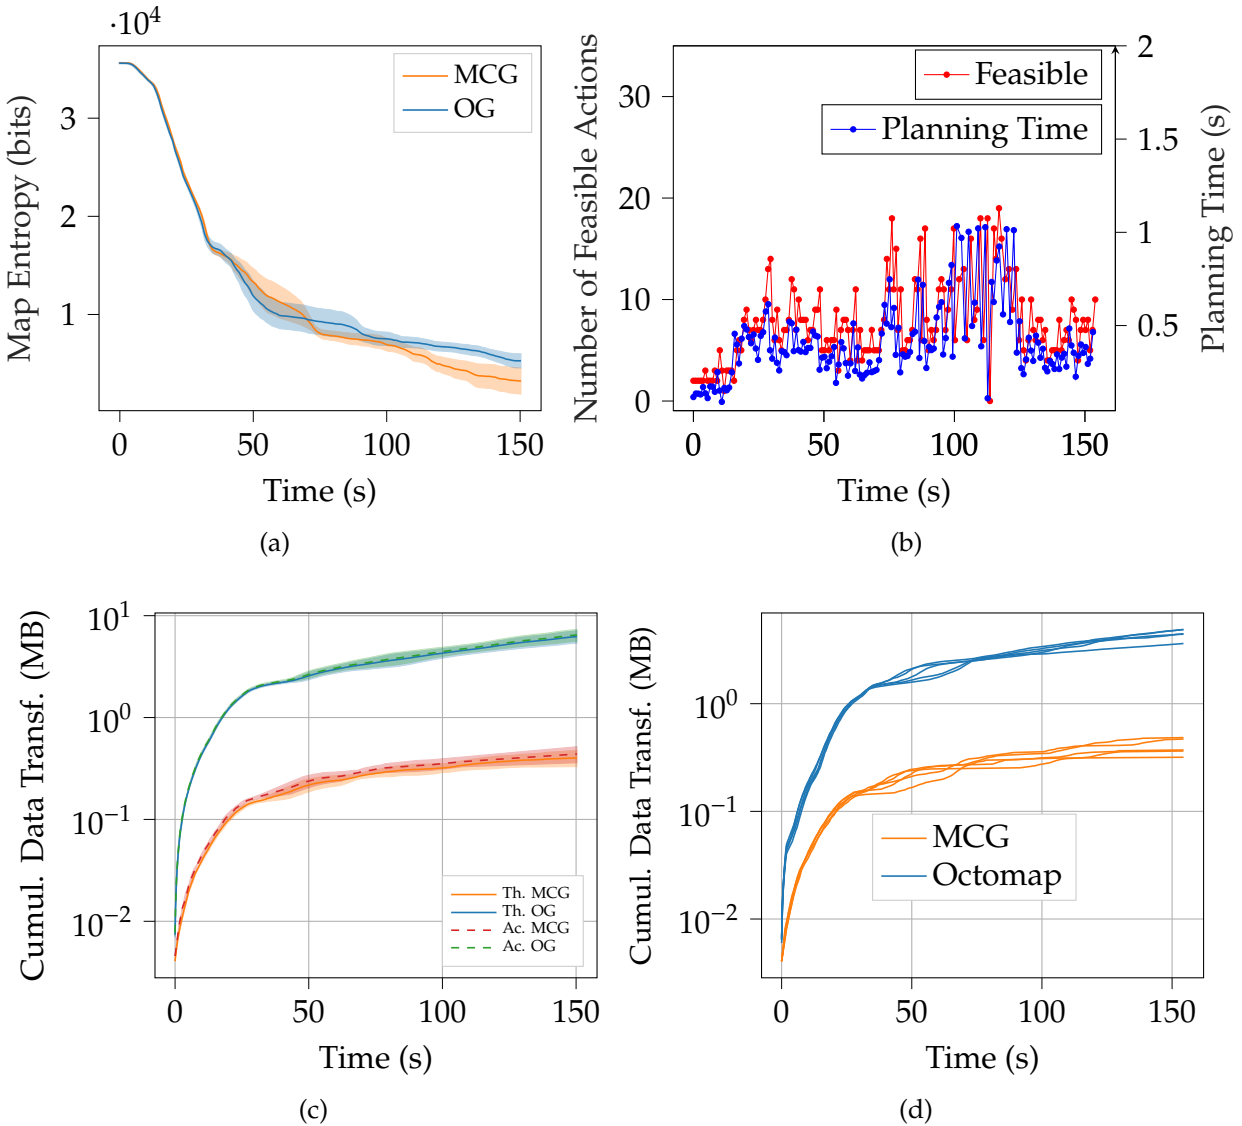 ·10^4
Map Entropy (bits)
3
2
1
MCG
OG
0 50 100 150
Time (s)
(a)
Number of Feasible Actions
30
20
10
0
Feasible
Planning Time
2
1.5
1
0.5
Planning Time (s)
0 50 100 150
Time (s)
(b)
Cumul. Data Transf. (MB)
10^1
10^0
10^−1
10^−2
Th. MCG
Th. OG
Ac. MCG
Ac. OG
0 50 100 150
Time (s)
(c)
Cumul. Data Transf. (MB)
10^0
10^−1
10^−2
MCG
Octomap
0 50 100 150
Time (s)
(d)